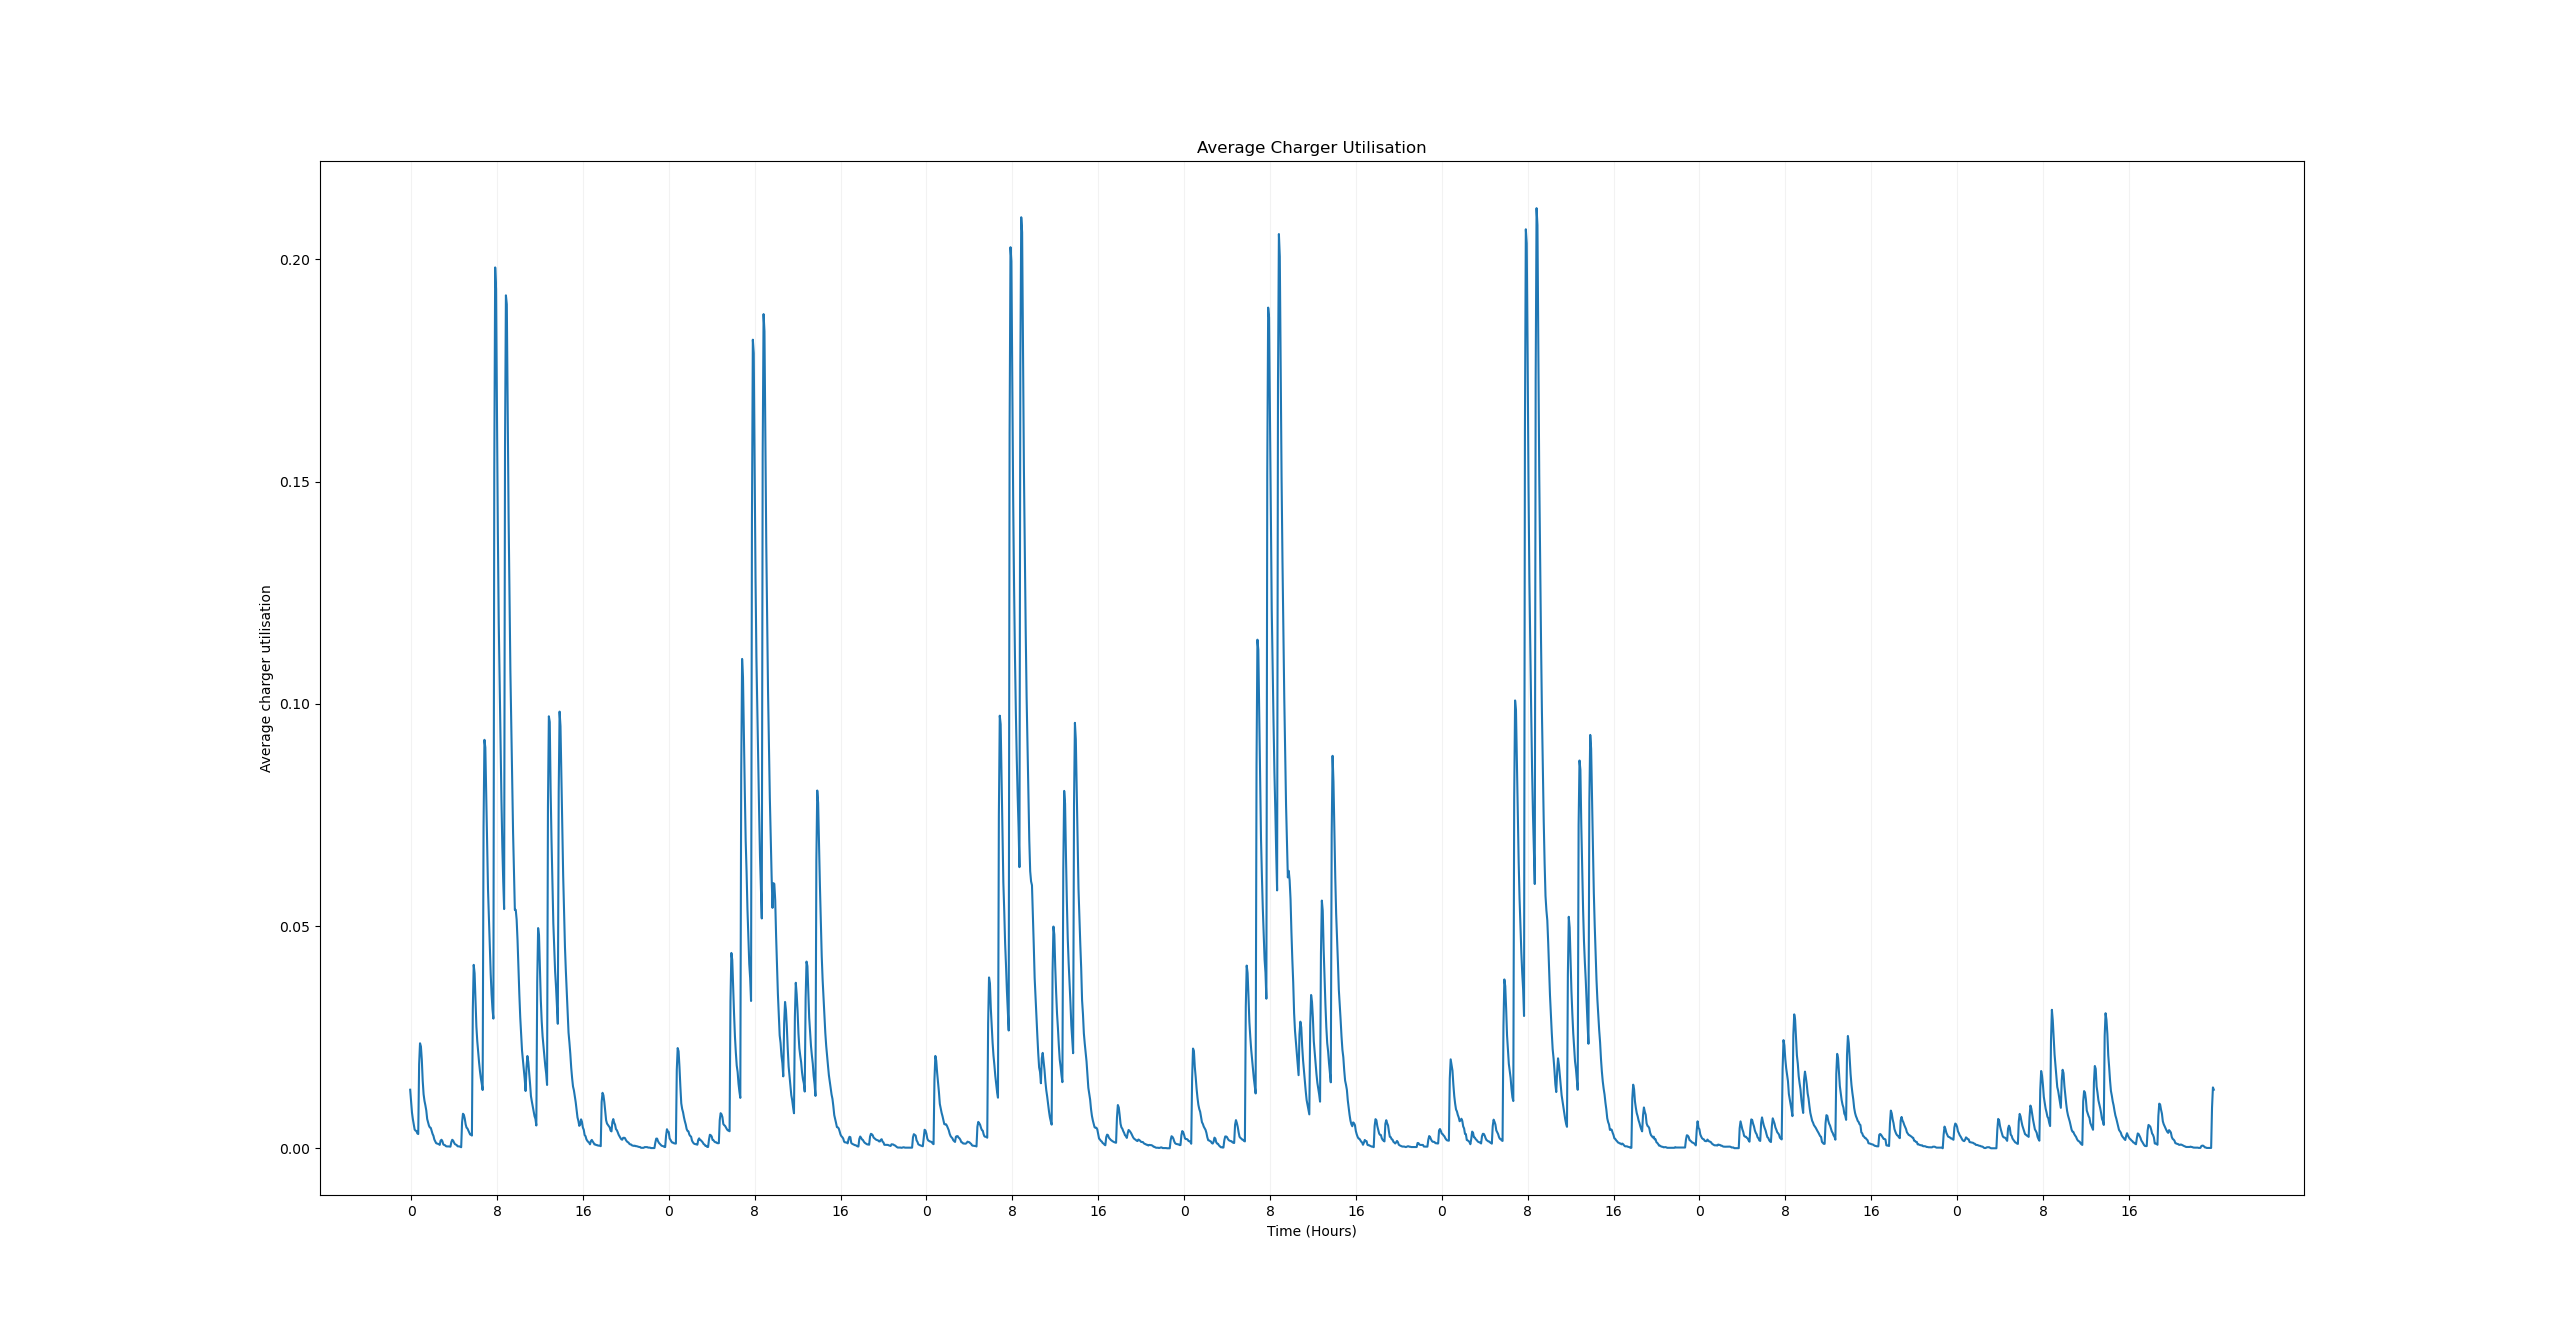 Average Charger Utilisation
0.20
0.15
0.10
0.05
0.00
Average charger utilisation
0 8 16 0 8 16 0 8 16 0 8 16 0 8 16 0 8 16 0 8 16
Time (Hours)